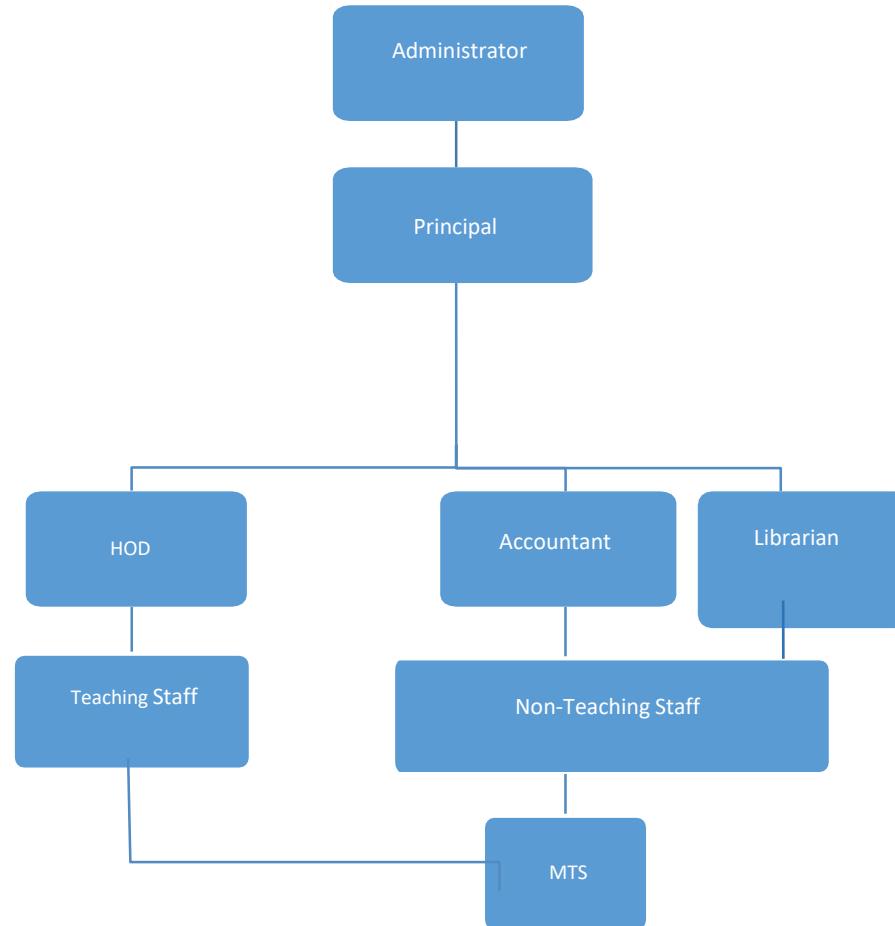 Administrator
Principal
HOD
Accountant
Librarian
Teaching Staff
Non-Teaching Staff
MTS